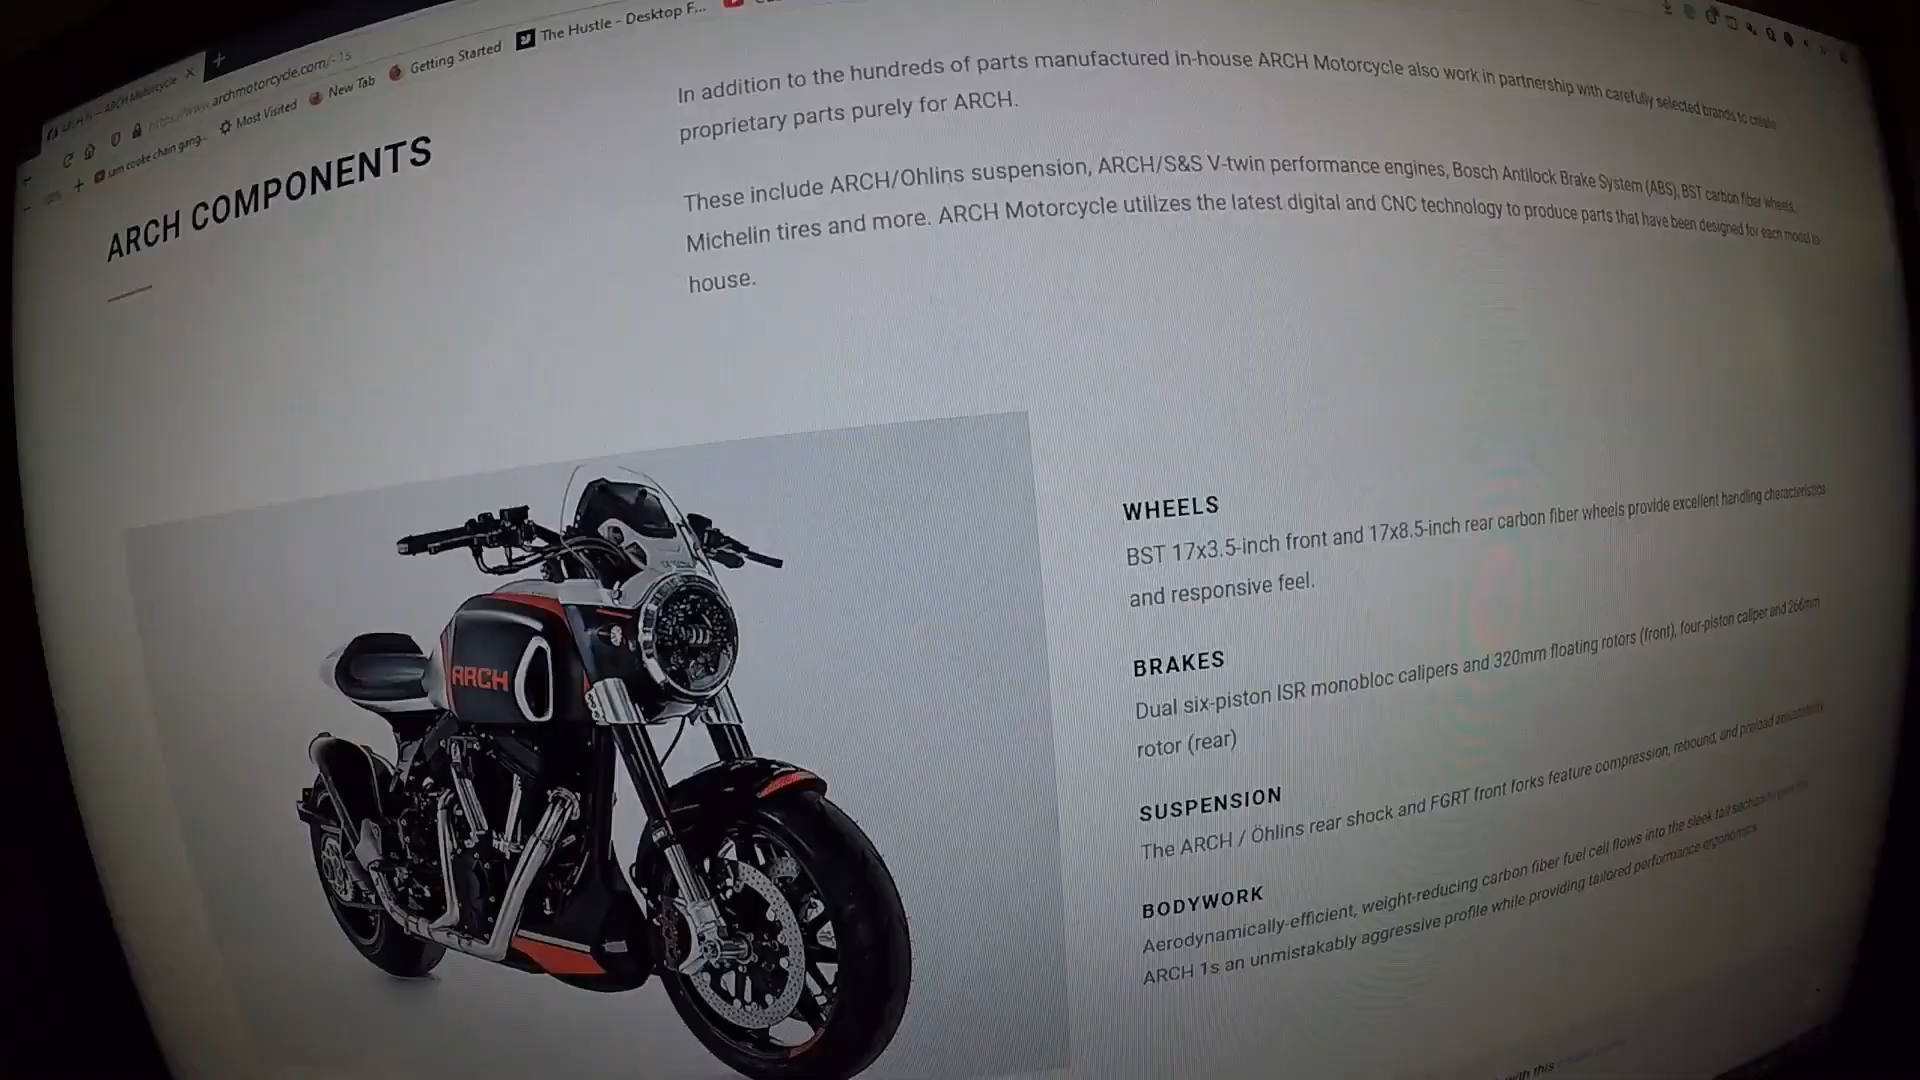 ARCH 1s — ARCH Motorcycle
https://www.archmotorcycle.com/-1s
sam cooke chain gang-
Most Visited
New Tab
Getting Started
The Hustle - Desktop F...
ARCH COMPONENTS
In addition to the hundreds of parts manufactured in-house ARCH Motorcycle also work in partnership with carefully selected brands to create
proprietary parts purely for ARCH.
These include ARCH/Ohlins suspension, ARCH/S&S V-twin performance engines, Bosch Antilock Brake System (ABS), BST carbon fiber wheels,
Michelin tires and more. ARCH Motorcycle utilizes the latest digital and CNC technology to produce parts that have been designed for each model in-
house.
ARCH
WHEELS
BST 17x3.5-inch front and 17x8.5-inch rear carbon fiber wheels provide excellent handling characteristics
and responsive feel.
BRAKES
Dual six-piston ISR monobloc calipers and 320mm floating rotors (front), four-piston caliper and 266mm
rotor (rear)
SUSPENSION
The ARCH / Öhlins rear shock and FGRT front forks feature compression, rebound, and preload adjustability
BODYWORK
Aerodynamically-efficient, weight-reducing carbon fiber fuel cell flows into the sleek tail section
ARCH 1s an unmistakably aggressive profile while providing tailored performance ergonomics
with this